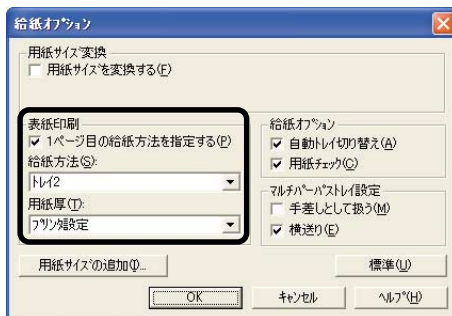 給紙ｵﾌﾟｼｮﾝ
用紙ｻｲｽﾞ変換
用紙ｻｲｽﾞを変換する(F)
表紙印刷
1ページ目の給紙方法を指定する(P)
給紙方法(S):
ﾄﾚｲ2
用紙厚(T):
ﾌﾟﾘﾝﾀ設定
給紙ｵﾌﾟｼｮﾝ
自動ﾄﾚｲ切り替え(A)
用紙ﾁｪｯｸ(C)
ﾏﾙﾁﾊﾟｰﾊﾟｽﾄﾚｲ設定
手差しとして扱う(M)
横送り(E)
用紙ｻｲｽﾞの追加(I)...
標準(U)
OK
ｷｬﾝｾﾙ
ﾍﾙﾌﾟ(H)